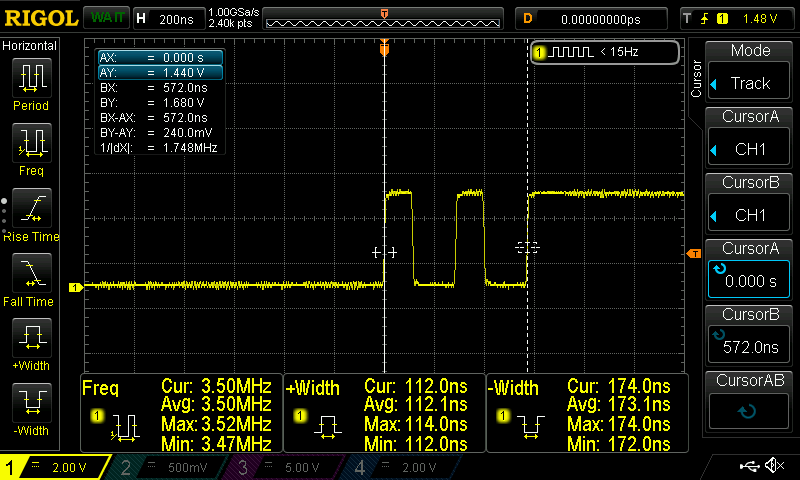 RIGOL WAIT H 200ns 1.00GSa/s 2.40k pts D 0.00000000ps T 1 1.48 V
T
Horizontal
Period
Freq
Rise Time
Fall Time
+Width
-Width
AX: = 0.000 s
AY: = 1.440 V
BX: = 572.0ns
BY: = 1.680 V
BX-AX: = 572.0ns
BY-AY: = 240.0mV
1/|dX|: = 1.748MHz
T
1 < 15Hz
1
T
Cursor
Mode
Track
CursorA
CH1
CursorB
CH1
CursorA
0.000 s
CursorB
572.0ns
CursorAB
Freq
1
Cur: 3.50MHz
Avg: 3.50MHz
Max: 3.52MHz
Min: 3.47MHz
+Width
1
Cur: 112.0ns
Avg: 112.1ns
Max: 114.0ns
Min: 112.0ns
-Width
1
Cur: 174.0ns
Avg: 173.1ns
Max: 174.0ns
Min: 172.0ns
1 = 2.00 V 2 = 500mV 3 = 5.00 V 4 = 2.00 V